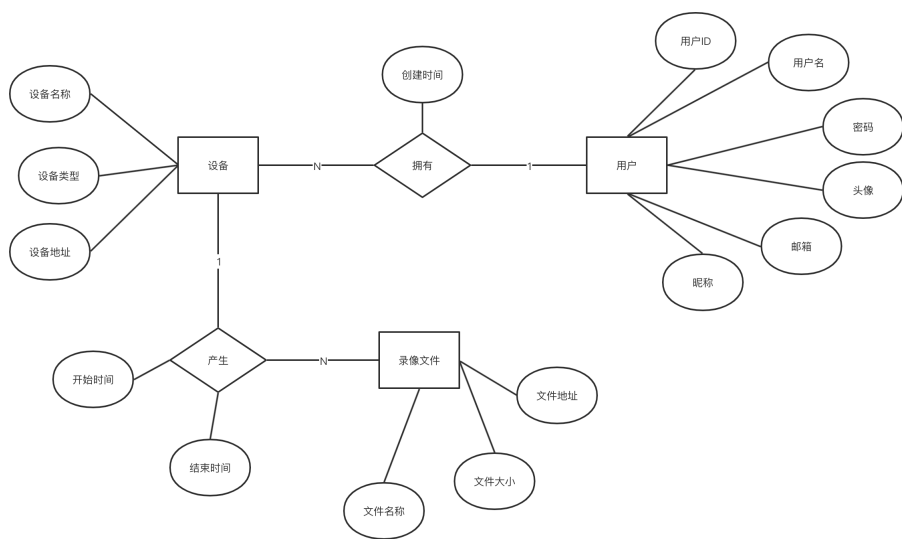 用户ID
用户名
创建时间
设备名称
密码
设备
N
拥有
1
用户
设备类型
头像
设备地址
邮箱
昵称
1
产生
N
录像文件
开始时间
文件地址
结束时间
文件大小
文件名称